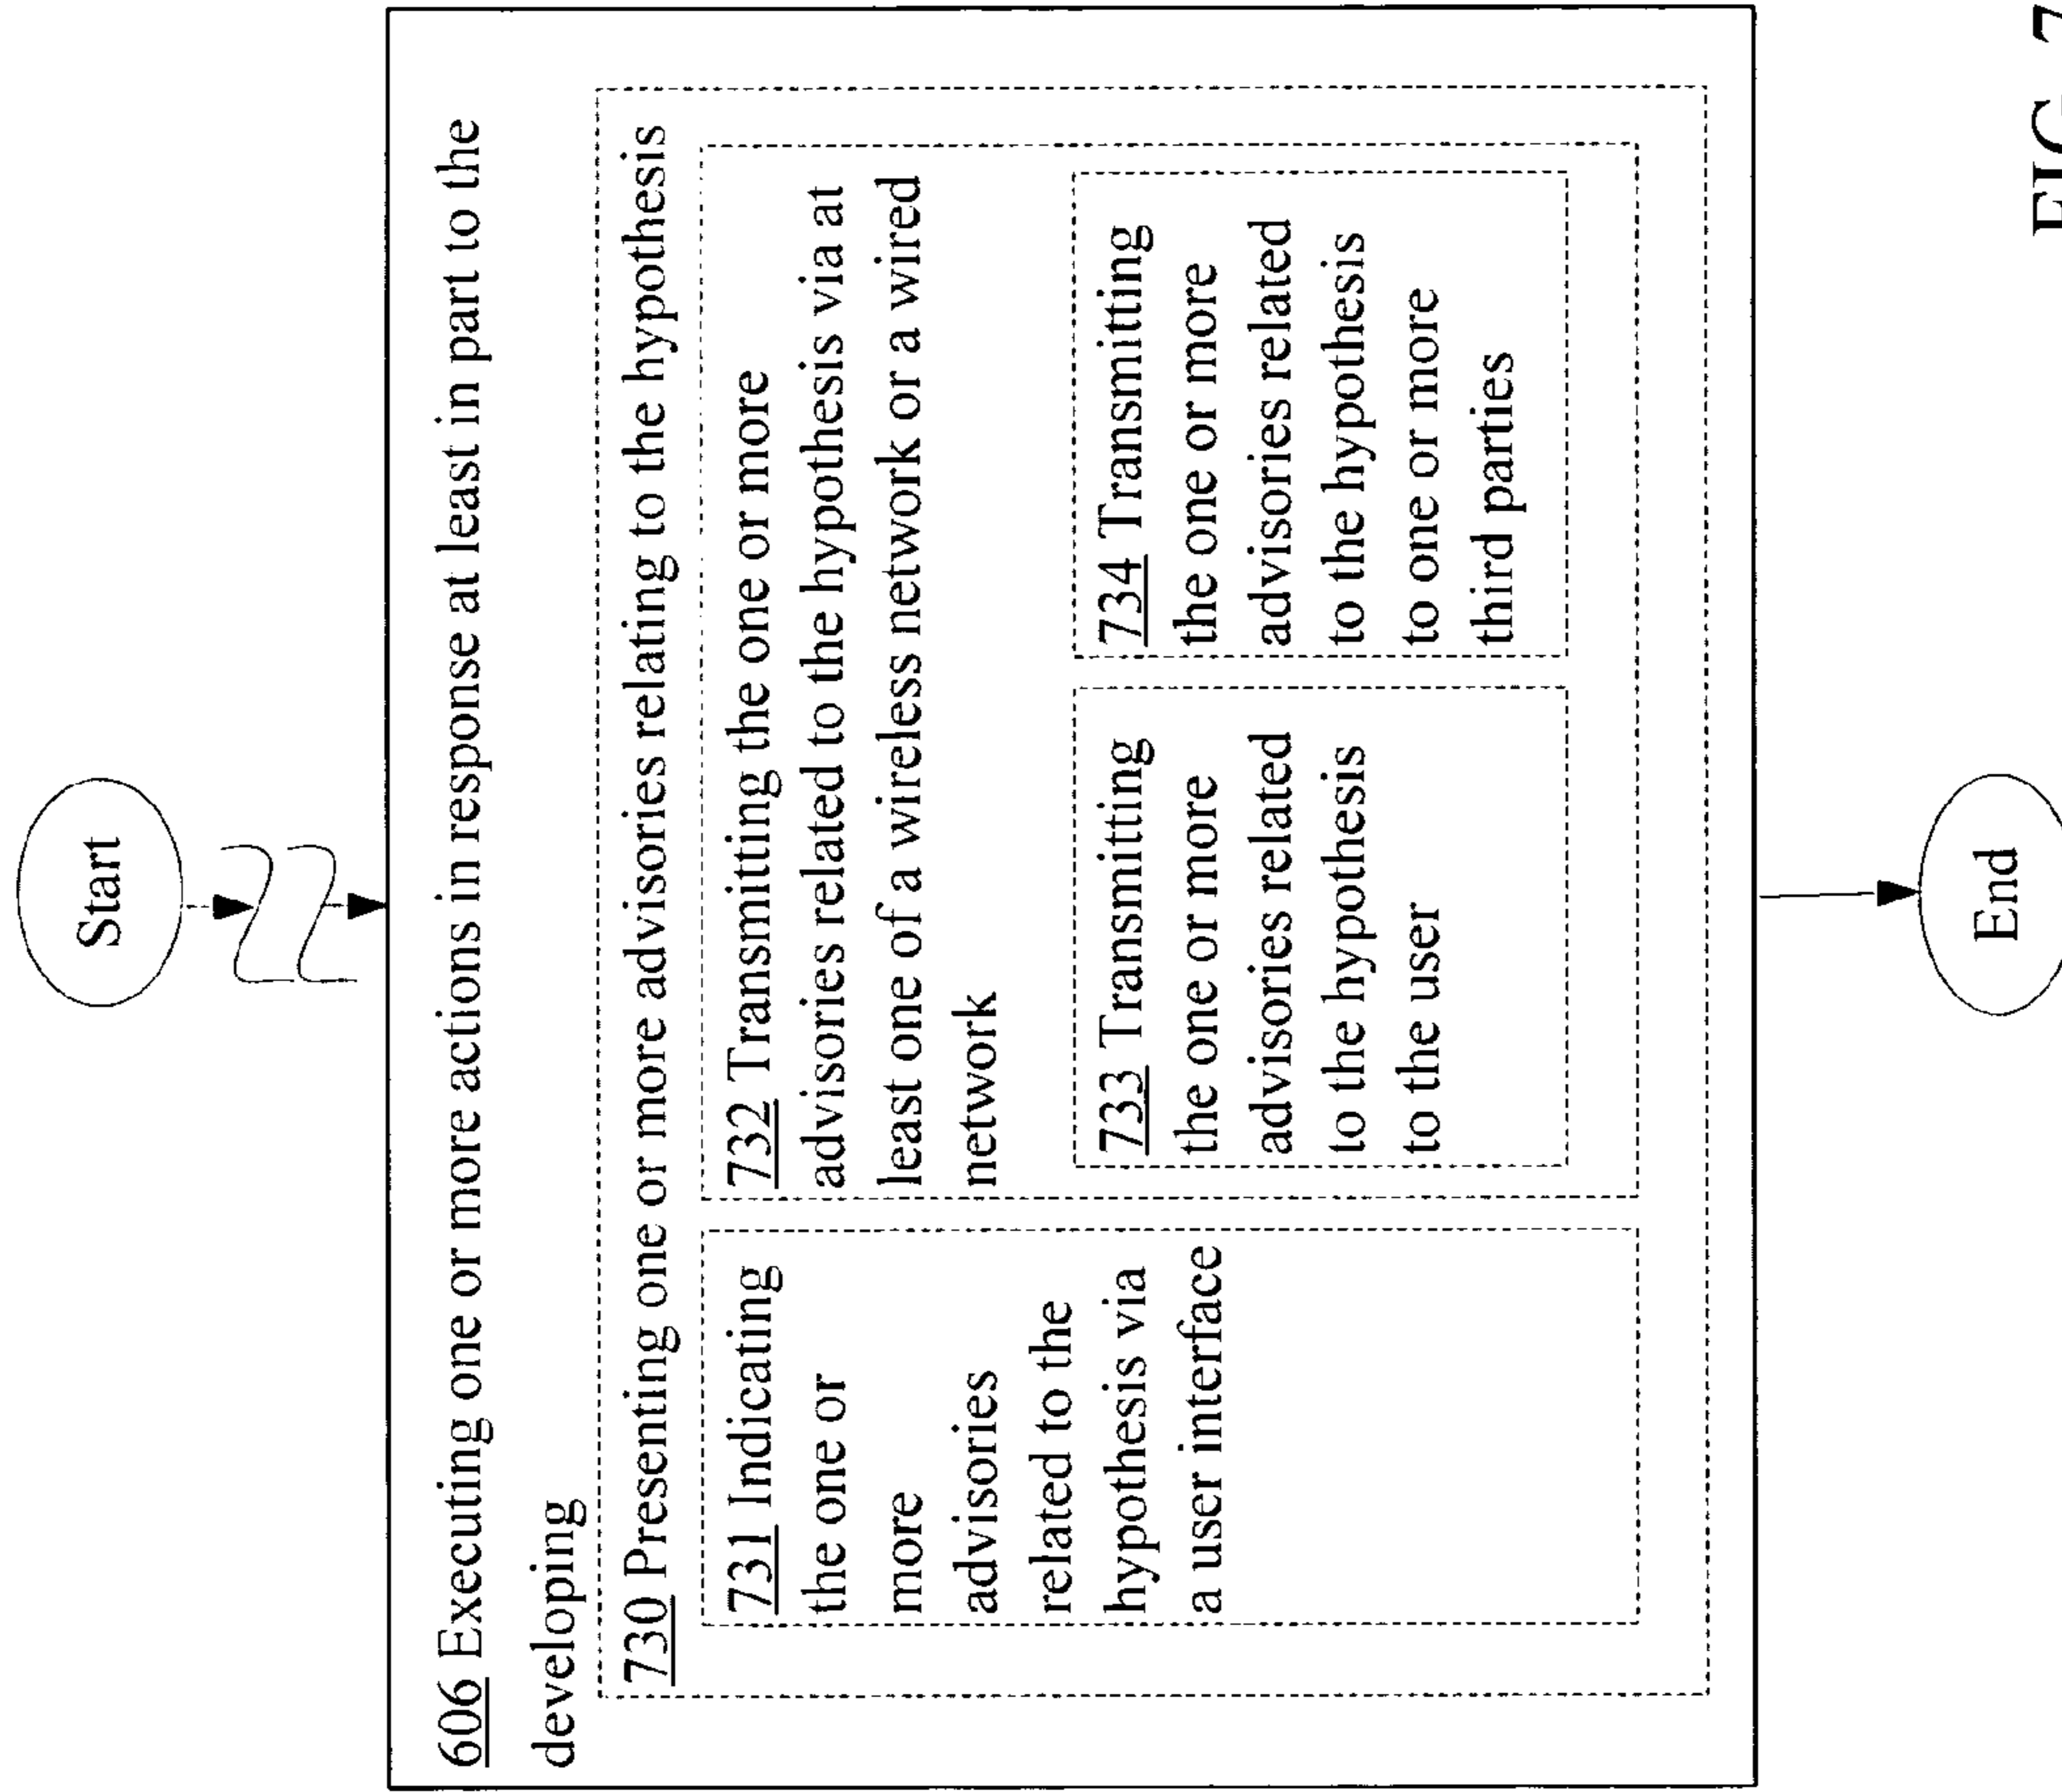 Start
606 Executing one or more actions in response at least in part to the
developing
730 Presenting one or more advisories relating to the hypothesis
731 Indicating
the one or
more
advisories
related to the
hypothesis via
a user interface
732 Transmitting the one or more
advisories related to the hypothesis via at
least one of a wireless network or a wired
network
733 Transmitting
the one or more
advisories related
to the hypothesis
to the user
734 Transmitting
the one or more
advisories related
to the hypothesis
to one or more
third parties
End